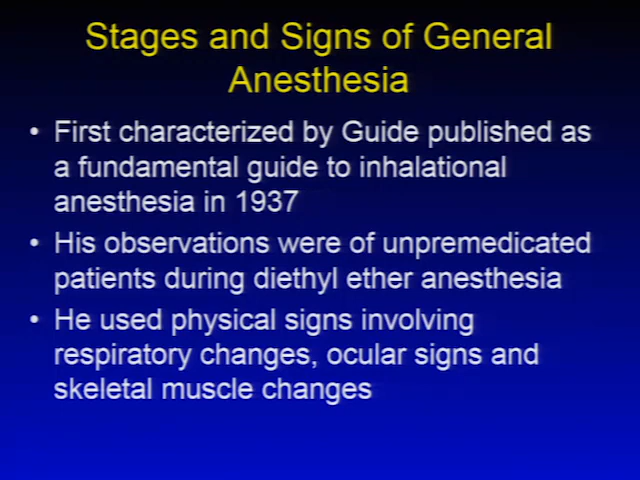 Stages and Signs of General
Anesthesia
• First characterized by Guide published as
a fundamental guide to inhalational
anesthesia in 1937
• His observations were of unpremedicated
patients during diethyl ether anesthesia
• He used physical signs involving
respiratory changes, ocular signs and
skeletal muscle changes